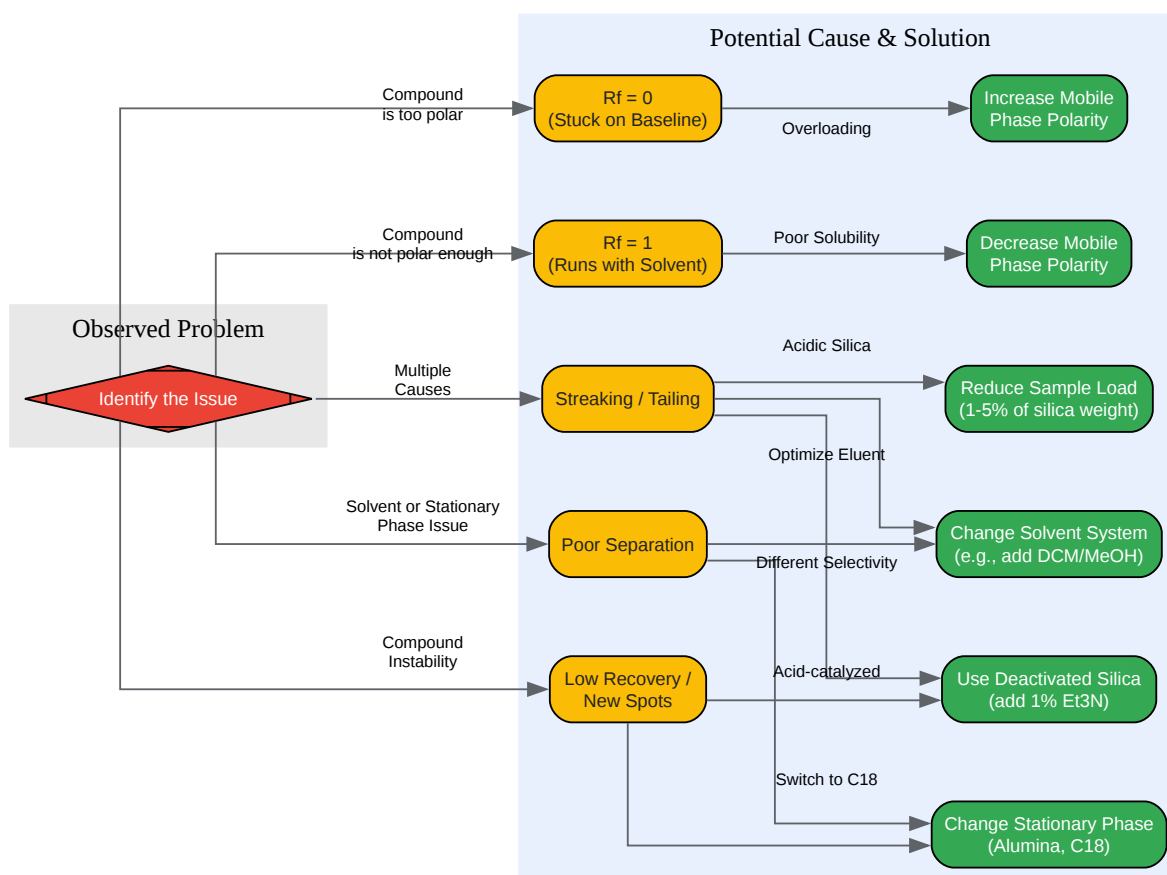 Potential Cause & Solution
Compound
is too polar
Rf = 0
(Stuck on Baseline)
Overloading
Increase Mobile
Phase Polarity
Compound
is not polar enough
Rf = 1
(Runs with Solvent)
Poor Solubility
Decrease Mobile
Phase Polarity
Observed Problem
Identify the Issue
Multiple
Causes
Streaking / Tailing
Acidic Silica
Reduce Sample Load
(1-5% of silica weight)
Optimize Eluent
Solvent or Stationary
Phase Issue
Poor Separation
Different Selectivity
Change Solvent System
(e.g., add DCM/MeOH)
Compound
Instability
Low Recovery /
New Spots
Acid-catalyzed
Use Deactivated Silica
(add 1% Et3N)
Switch to C18
Change Stationary Phase
(Alumina, C18)